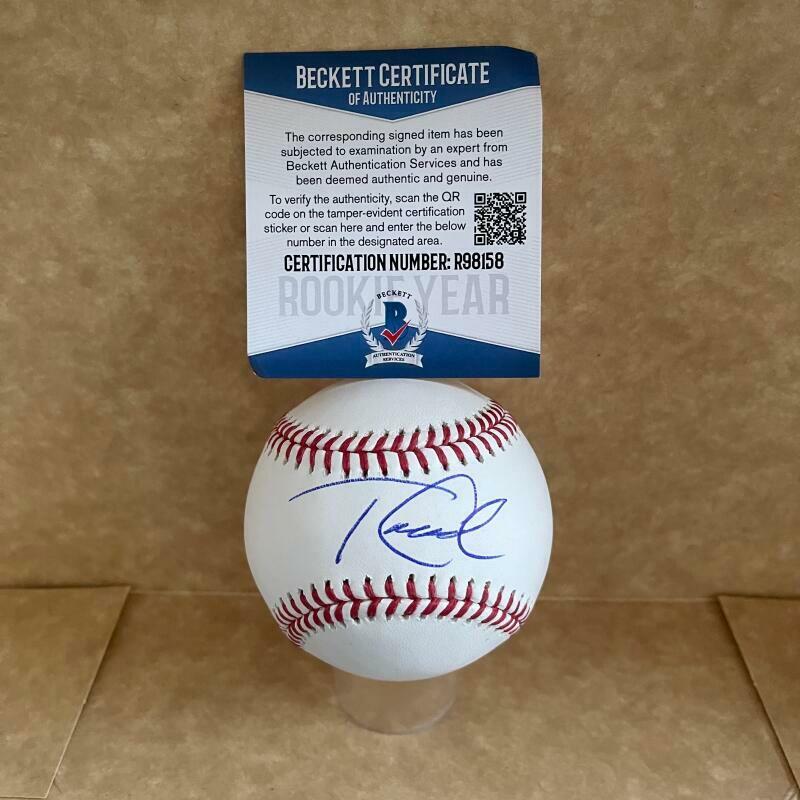 BECKETT CERTIFICATE
OF AUTHENTICITY
The corresponding signed item has been
subjected to examination by an expert from
Beckett Authentication Services and has
been deemed authentic and genuine.
To verify the authenticity, scan the QR
code on the tamper-evident certification
sticker or scan here and enter the below
number in the designated area.
CERTIFICATION NUMBER: R98158
ROOKIE YEAR
BECKETT
B
AUTHENTICATION
SERVICES